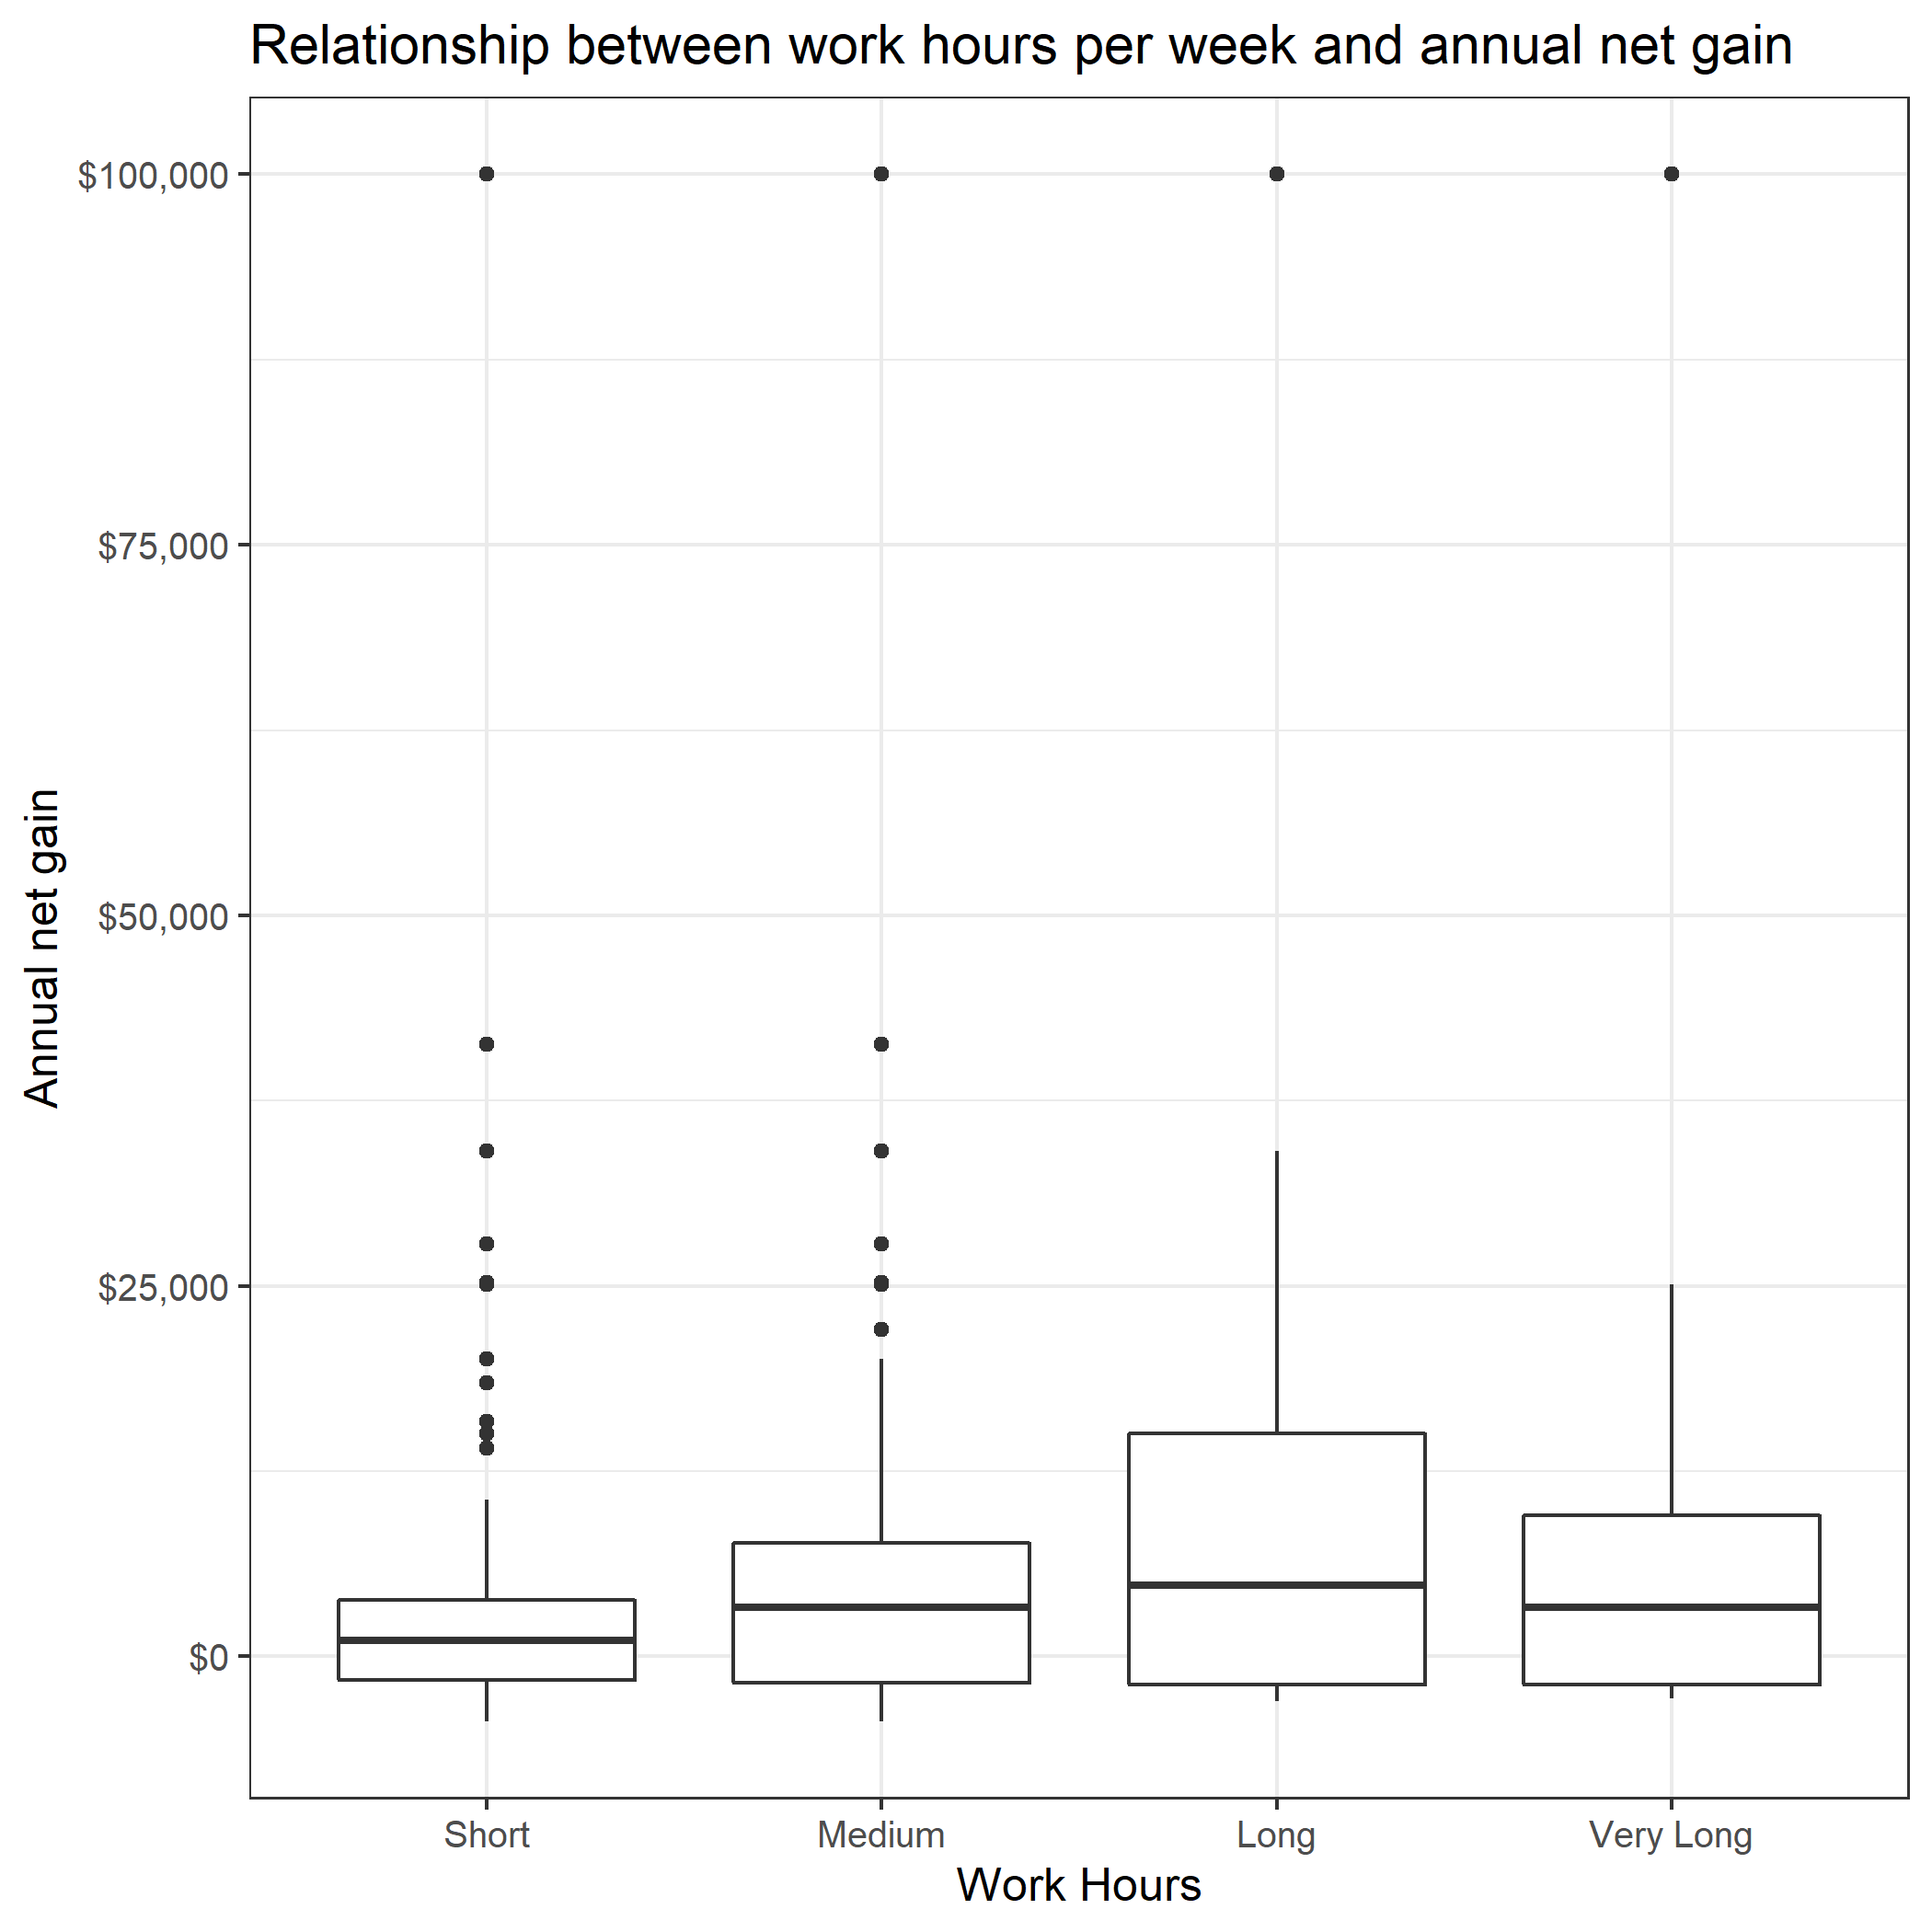 Relationship between work hours per week and annual net gain
$100,000
$75,000
$50,000
$25,000
$0
Annual net gain
Short
Medium
Long
Very Long
Work Hours